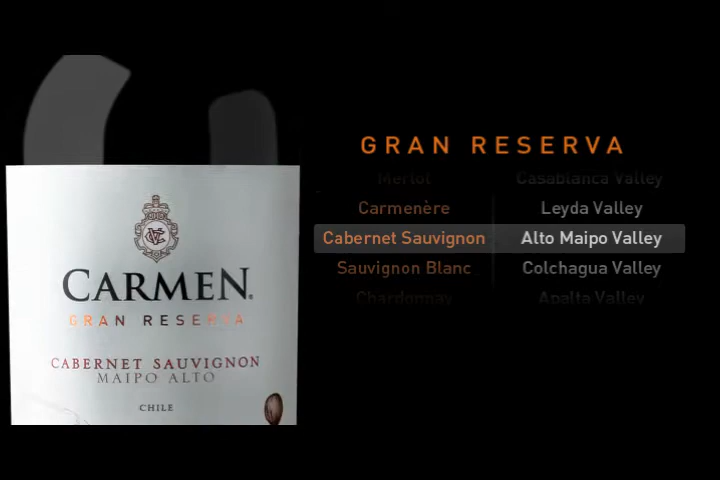 CARMEN.
GRAN RESERVA
CABERNET SAUVIGNON
MAIPO ALTO
CHILE
GRAN RESERVA
Merlot Casablanca Valley
Carmenère Leyda Valley
Cabernet Sauvignon Alto Maipo Valley
Sauvignon Blanc Colchagua Valley
Chardonnay Apalta Valley